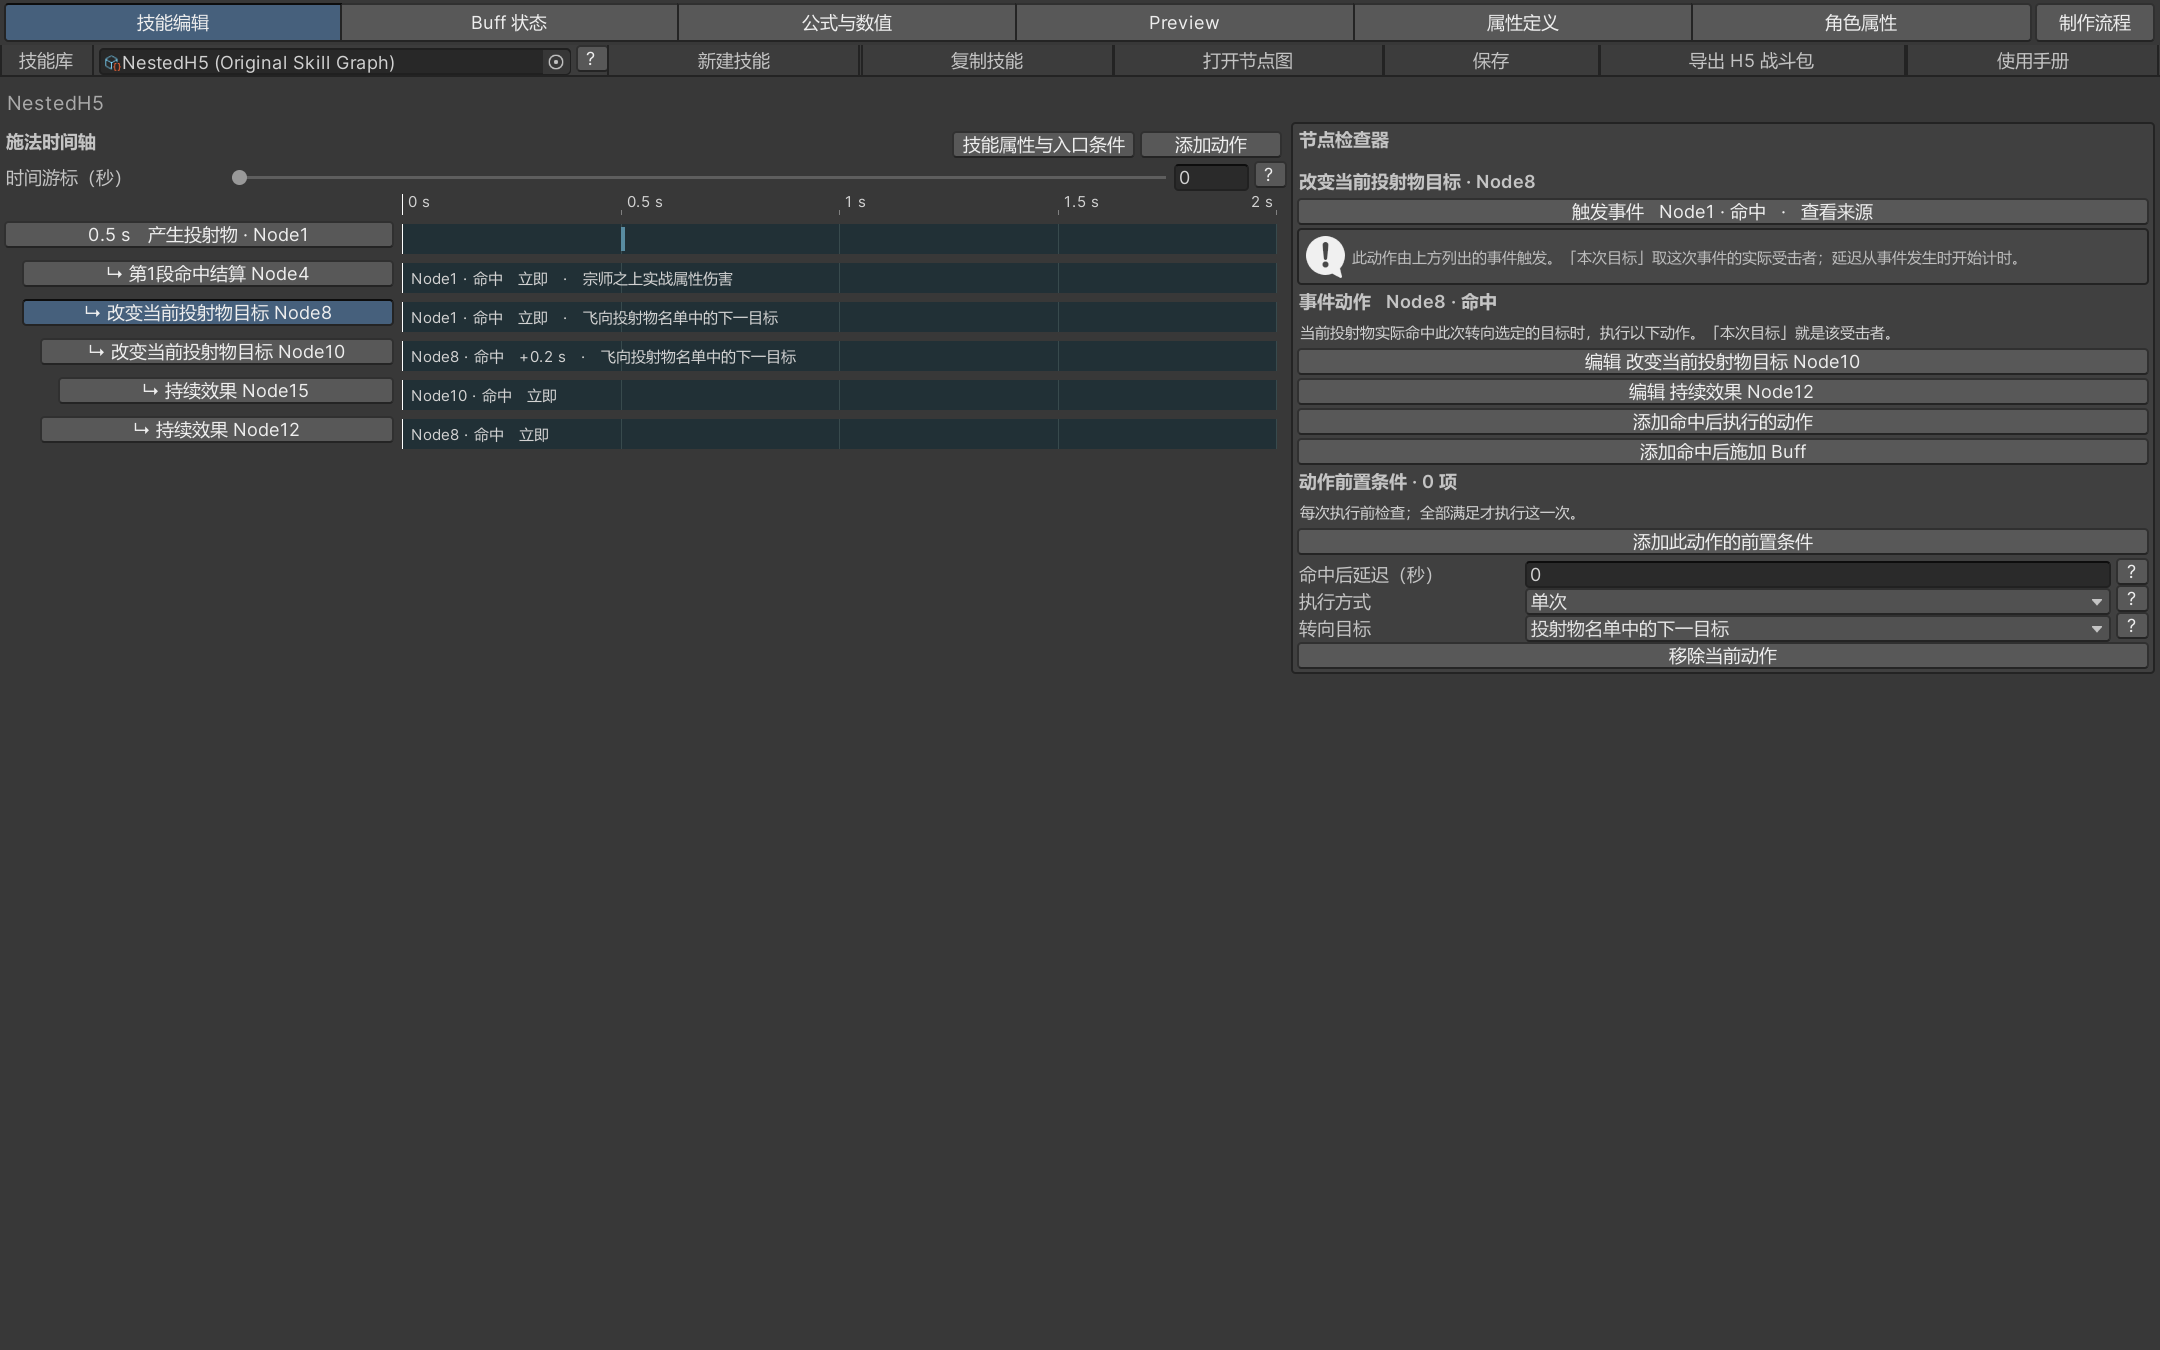 技能编辑 Buff 状态 公式与数值 Preview 属性定义 角色属性 制作流程
技能库 NestedH5 (Original Skill Graph) ? 新建技能 复制技能 打开节点图 保存 导出 H5 战斗包 使用手册
NestedH5
施法时间轴 技能属性与入口条件 添加动作
时间游标（秒） 0 ?
0 s 0.5 s 1 s 1.5 s 2 s
0.5 s 产生投射物 · Node1
↳ 第1段命中结算 Node4 Node1 · 命中 立即 · 宗师之上实战属性伤害
↳ 改变当前投射物目标 Node8 Node1 · 命中 立即 · 飞向投射物名单中的下一目标
↳ 改变当前投射物目标 Node10 Node8 · 命中 +0.2 s · 飞向投射物名单中的下一目标
↳ 持续效果 Node15 Node10 · 命中 立即
↳ 持续效果 Node12 Node8 · 命中 立即
节点检查器
改变当前投射物目标 · Node8
触发事件 Node1 · 命中 · 查看来源
此动作由上方列出的事件触发。「本次目标」取这次事件的实际受击者；延迟从事件发生时开始计时。
事件动作 Node8 · 命中
当前投射物实际命中此次转向选定的目标时，执行以下动作。「本次目标」就是该受击者。
编辑 改变当前投射物目标 Node10
编辑 持续效果 Node12
添加命中后执行的动作
添加命中后施加 Buff
动作前置条件 · 0 项
每次执行前检查；全部满足才执行这一次。
添加此动作的前置条件
命中后延迟（秒） 0 ?
执行方式 单次 ?
转向目标 投射物名单中的下一目标 ?
移除当前动作